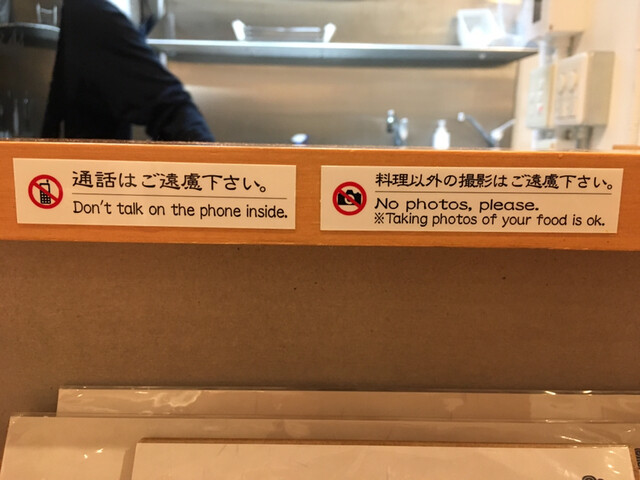 通話はご遠慮下さい。
Don't talk on the phone inside.
料理以外の撮影はご遠慮下さい。
No photos, please.
※Taking photos of your food is ok.